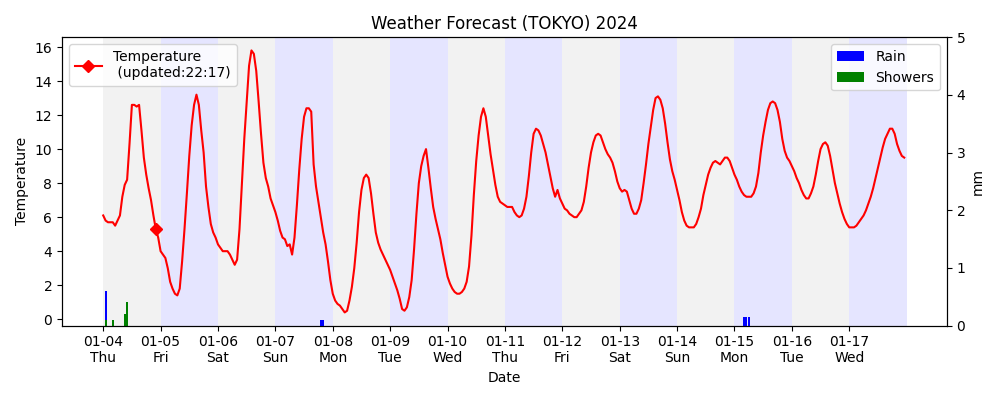 Weather Forecast (TOKYO) 2024
Temperature
(updated:22:17)
Rain
Showers
Temperature
16
14
12
10
8
6
4
2
0
5
4
3
2
1
0
mm
01-04 01-05 01-06 01-07 01-08 01-09 01-10 01-11 01-12 01-13 01-14 01-15 01-16 01-17
Thu Fri Sat Sun Mon Tue Wed Thu Fri Sat Sun Mon Tue Wed
Date